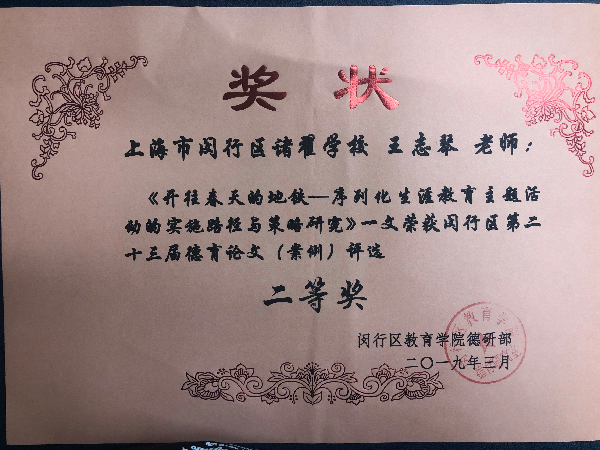 奖 状
上海市闵行区诸翟学校 王志琴 老师：
《开往春天的地铁—序列化生涯教育主题活
动的实施路径与策略研究》一文荣获闵行区第二
十三届德育论文（案例）评选
二等奖
闵行区教育学院德研部
二〇一九年三月